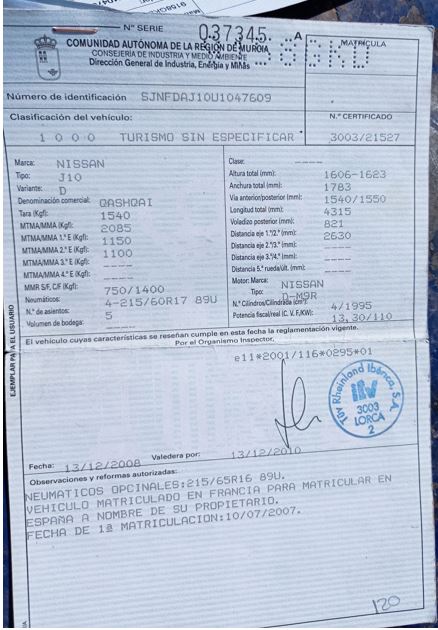 Nº SERIE 03745 A
COMUNIDAD AUTÓNOMA DE LA REGIÓN DE MURCIA
CONSEJERÍA DE INDUSTRIA Y MEDIO AMBIENTE
Dirección General de Industria, Energía y Minas
MATRÍCULA
Número de identificación SJNFDAJ10U1047609
Clasificación del vehículo:
1 0 0 0 TURISMO SIN ESPECIFICAR
N.º CERTIFICADO
3003/21527
Marca: NISSAN
Tipo: J10
Variante: D
Denominación comercial: QASHQAI
Tara (Kgf): 1540
MTMA/MMA (Kgf): 2085
MTMA/MMA 1.º E (Kgf): 1150
MTMA/MMA 2.º E (Kgf): 1100
MTMA/MMA 3.º E (Kgf): ----
MTMA/MMA 4.º E (Kgf): ----
MMR S/F, C/F (Kgf): 750/1400
Neumáticos: 4-215/60R17 89U
N.º de asientos: 5
Volumen de bodega: ----
Clase: ----
Altura total (mm): 1606-1623
Anchura total (mm): 1783
Vía anterior/posterior (mm): 1540/1550
Longitud total (mm): 4315
Voladizo posterior (mm): 821
Distancia eje 1.º/2.º (mm): 2630
Distancia eje 2.º/3.º (mm): ----
Distancia eje 3.º/4.º (mm): ----
Distancia 5.ª rueda/últ. (mm): ----
Motor: Marca: NISSAN
Tipo: D-M9R
N.º Cilindros/Cilindrada (cm³): 4/1995
Potencia fiscal/real (C. V. F/KW): 13,30/110
EJEMPLAR PARA EL USUARIO
El vehículo cuyas características se reseñan cumple en esta fecha la reglamentación vigente.
Por el Organismo Inspector,
e11*2001/116*0295*01
TÜV Rheinland Ibérica, S.A.
ITV
3003
LORCA
2
Fecha: 13/12/2008 Valedera por: 13/12/2010
Observaciones y reformas autorizadas:
NEUMATICOS OPCINALES:215/65R16 89U.
VEHICULO MATRICULADO EN FRANCIA PARA MATRICULAR EN
ESPAÑA A NOMBRE DE SU PROPIETARIO.
FECHA DE 1ª MATRICULACION:10/07/2007.
120